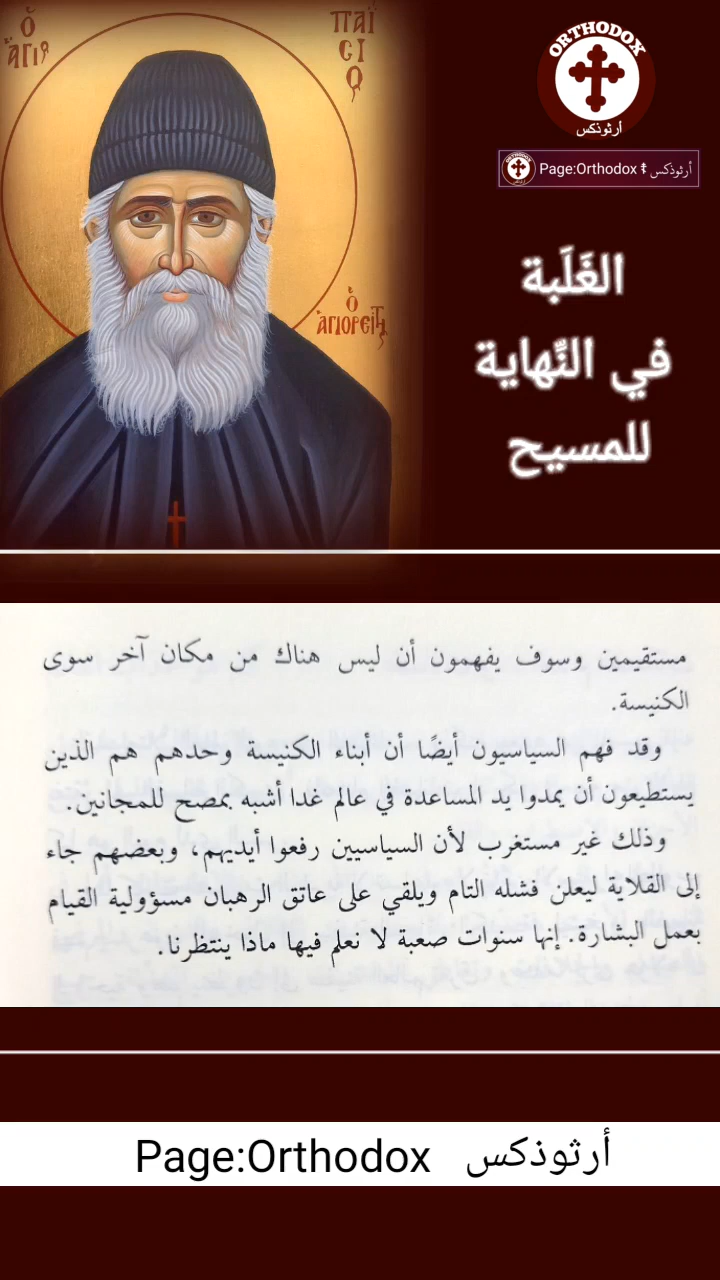 Ὁ
ἅγιος
ΠΑΪ
ΣΙ
Ο
ὁ
ἁγιορείτης
ORTHODOX
أرثوذكس
Page:Orthodox أرثوذكس
الغَلَبة
في النِّهاية
للمسيح
مستقيمين وسوف يفهمون أن ليس هناك من مكان آخر سوى
الكنيسة.
وقد فهم السياسيون أيضًا أن أبناء الكنيسة وحدهم هم الذين
يستطيعون أن يمدوا يد المساعدة في عالم غدا أشبه بمصح للمجانين.
وذلك غير مستغرب لأن السياسيين رفعوا أيديهم، وبعضهم جاء
إلى القلاية ليعلن فشله التام ويلقي على عاتق الرهبان مسؤولية القيام
بعمل البشارة. إنها سنوات صعبة لا نعلم فيها ماذا ينتظرنا.
Page:Orthodox أرثوذكس